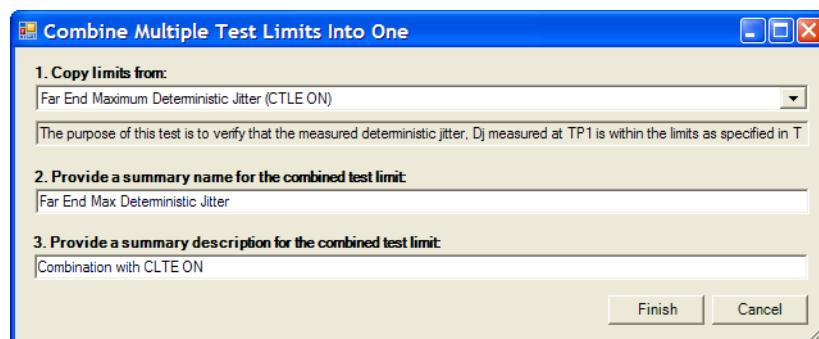 Combine Multiple Test Limits Into One
1. Copy limits from:
Far End Maximum Deterministic Jitter (CTLE ON)
The purpose of this test is to verify that the measured deterministic jitter, Dj measured at TP1 is within the limits as specified in T
2. Provide a summary name for the combined test limit:
Far End Max Deterministic Jitter
3. Provide a summary description for the combined test limit:
Combination with CLTE ON
Finish Cancel